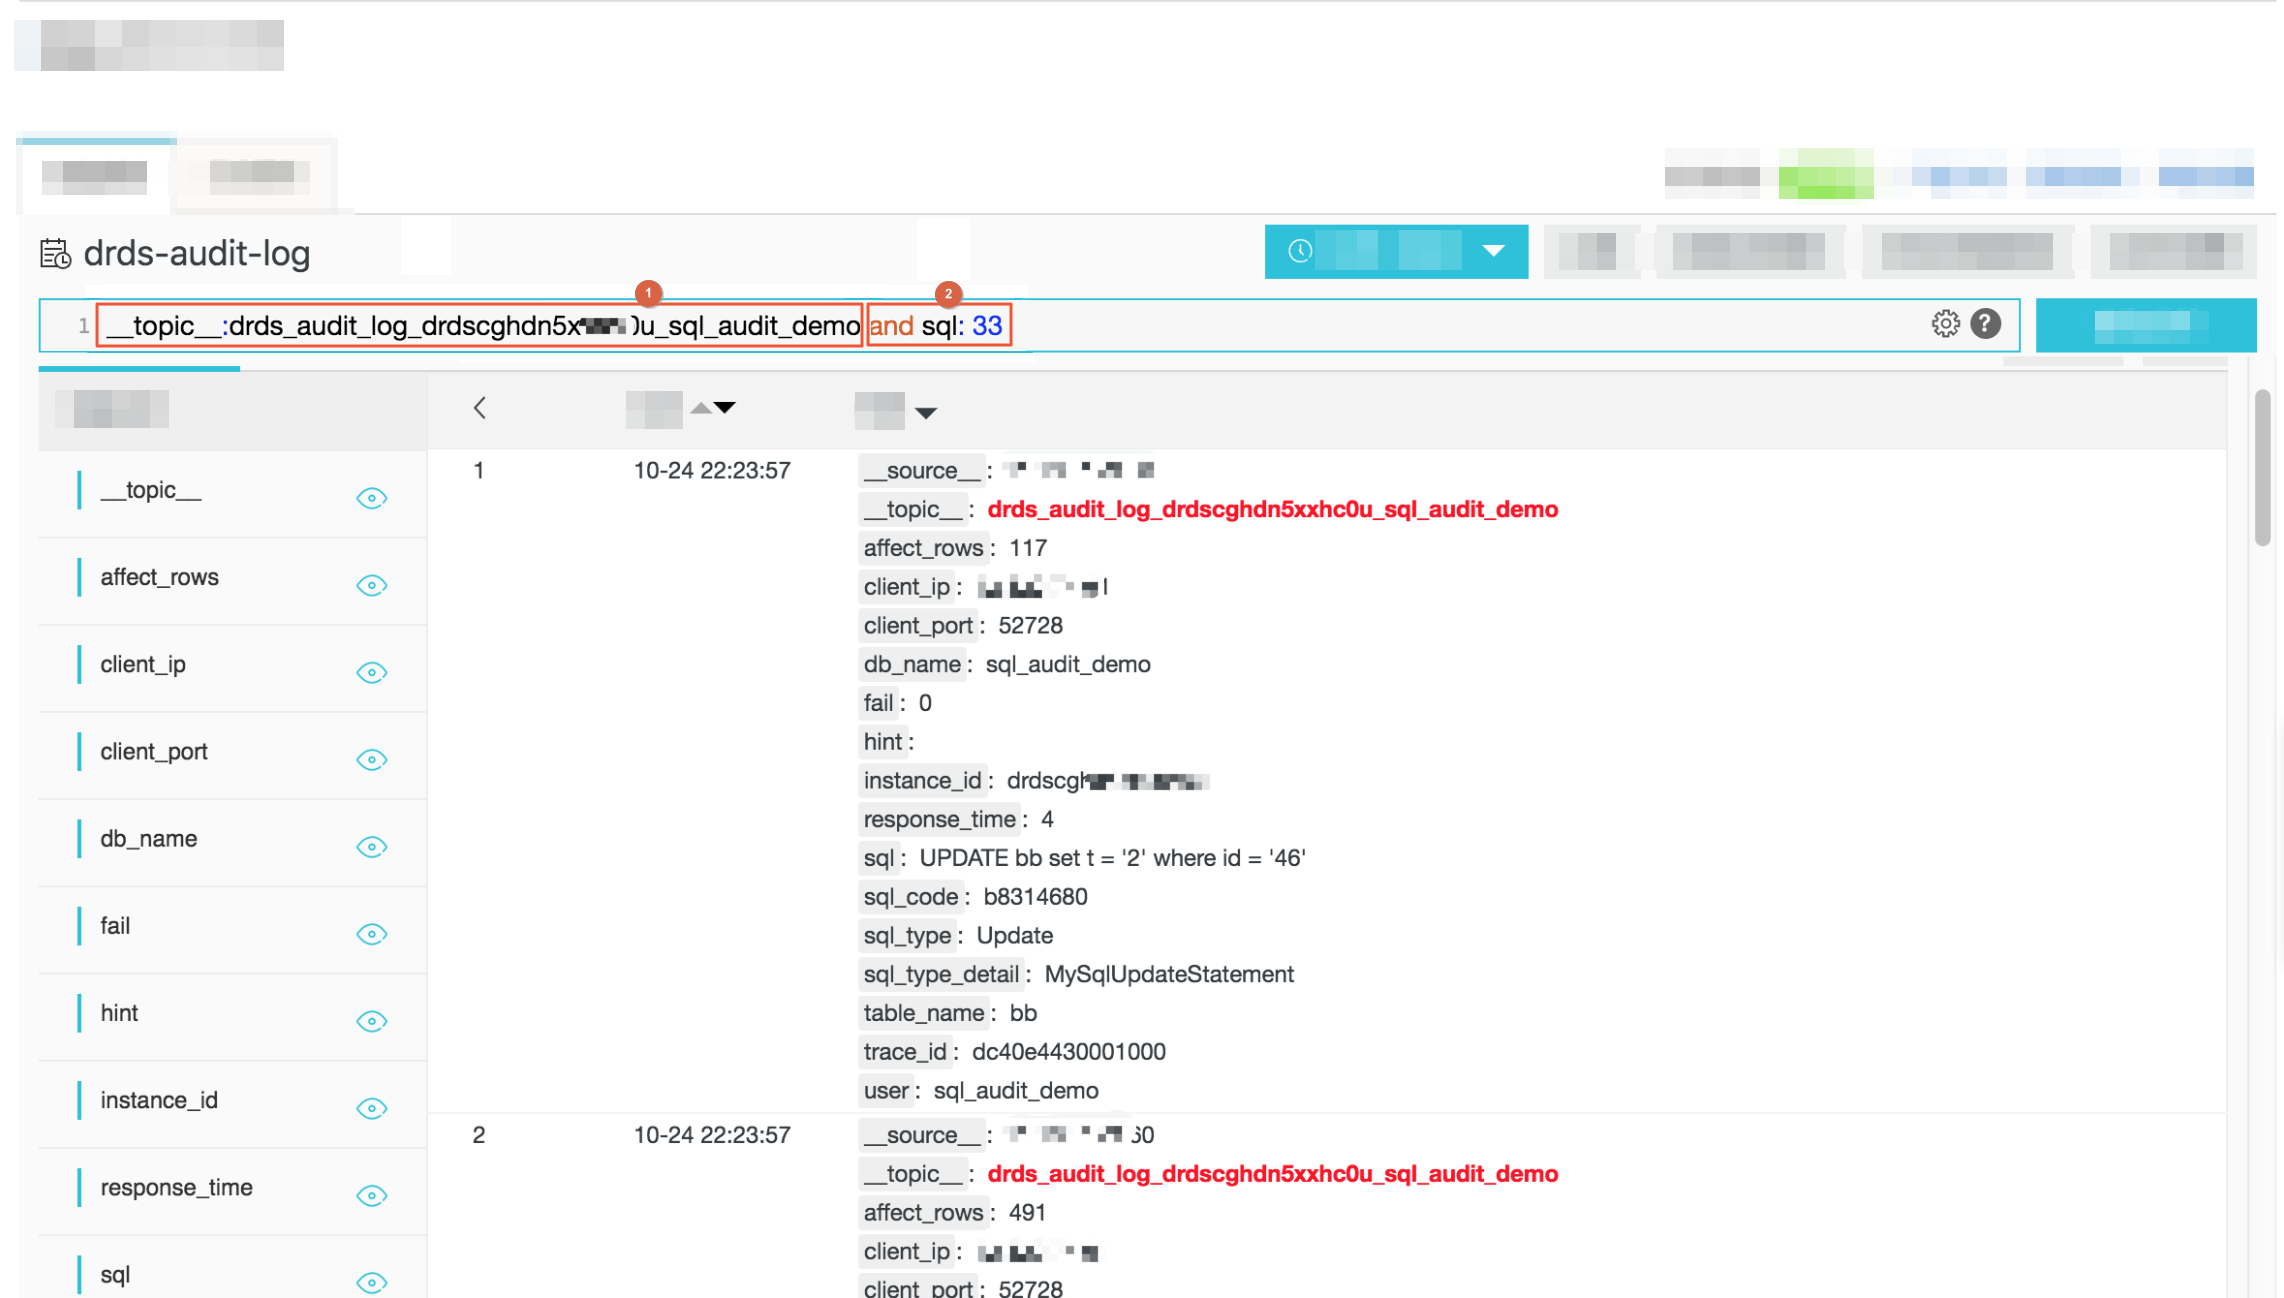 drds-audit-log
1 2
1 __topic__:drds_audit_log_drdscghdn5x 0u_sql_audit_demo and sql: 33
1 10-24 22:23:57 __source__ :
__topic__ : drds_audit_log_drdscghdn5xxhc0u_sql_audit_demo
affect_rows : 117
client_ip :
client_port : 52728
db_name : sql_audit_demo
fail : 0
hint :
instance_id : drdscgh
response_time : 4
sql : UPDATE bb set t = '2' where id = '46'
sql_code : b8314680
sql_type : Update
sql_type_detail : MySqlUpdateStatement
table_name : bb
trace_id : dc40e4430001000
user : sql_audit_demo
2 10-24 22:23:57 __source__ : 60
__topic__ : drds_audit_log_drdscghdn5xxhc0u_sql_audit_demo
affect_rows : 491
client_ip :
client_port : 52728
__topic__
affect_rows
client_ip
client_port
db_name
fail
hint
instance_id
response_time
sql